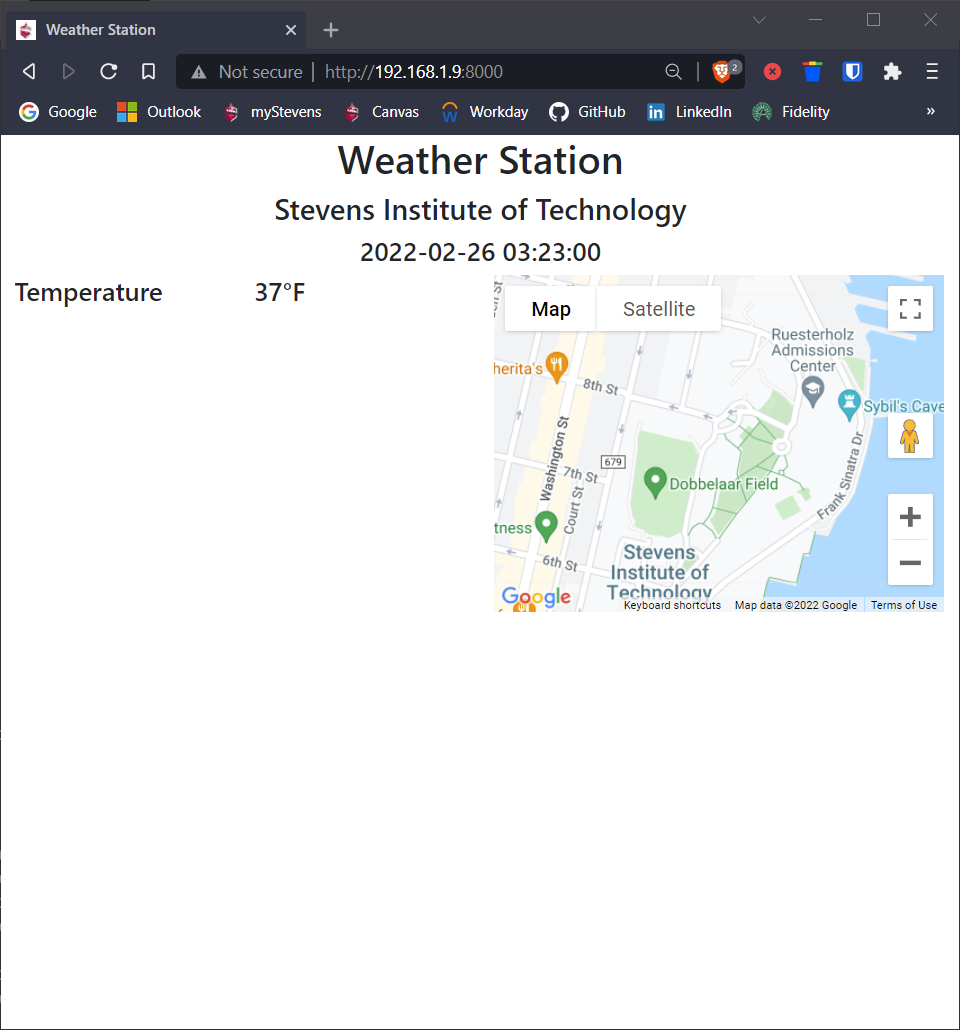 Weather Station
Not secure | http://192.168.1.9:8000
2
Google Outlook myStevens Canvas Workday GitHub LinkedIn Fidelity »
Weather Station
Stevens Institute of Technology
2022-02-26 03:23:00
Temperature 37°F
Map Satellite
Ruesterholz
Admissions
Center
herita's
8th St
Sybil's Cave
Washington St
679
7th St
Court St
Dobbelaar Field
Frank Sinatra Dr
tness
6th St
Stevens
Institute of
Technology
Google
Keyboard shortcuts Map data ©2022 Google Terms of Use